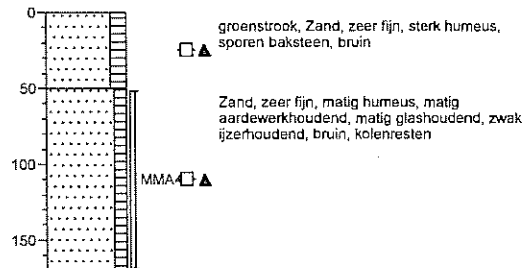 0
groenstrook, Zand, zeer fijn, sterk humeus,
sporen baksteen, bruin
50
Zand, zeer fijn, matig humeus, matig
aardewerkhoudend, matig glashoudend, zwak
ijzerhoudend, bruin, kolenresten
100
MMA4
150